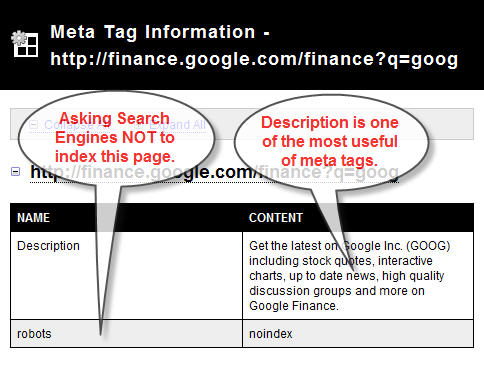 Meta Tag Information -
http://finance.google.com/finance?q=goog
Asking Search
Engines NOT to
index this page.
Description is one
of the most useful
of meta tags.
Expand All
http://finance.google.com/finance?q=goog
NAME CONTENT
Description
Get the latest on Google Inc. (GOOG)
including stock quotes, interactive
charts, up to date news, high quality
discussion groups and more on
Google Finance.
robots noindex